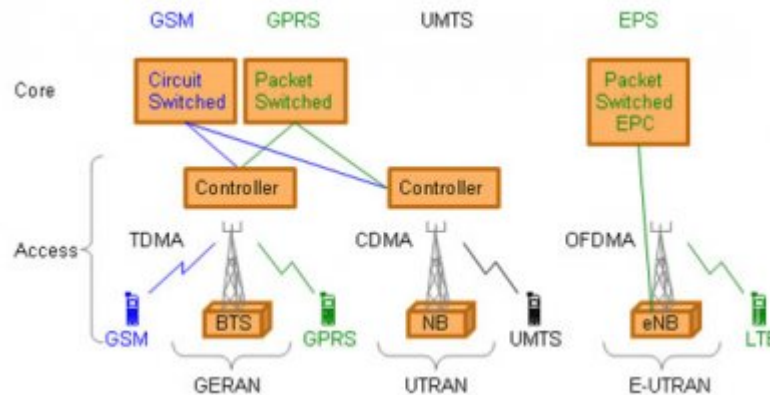 GSM GPRS UMTS EPS
Core
Circuit
Switched
Packet
Switched
Packet
Switched
EPC
Controller
Controller
Access
TDMA
CDMA
OFDMA
GSM
BTS
GPRS
NB
UMTS
eNB
LTE
GERAN
UTRAN
E-UTRAN